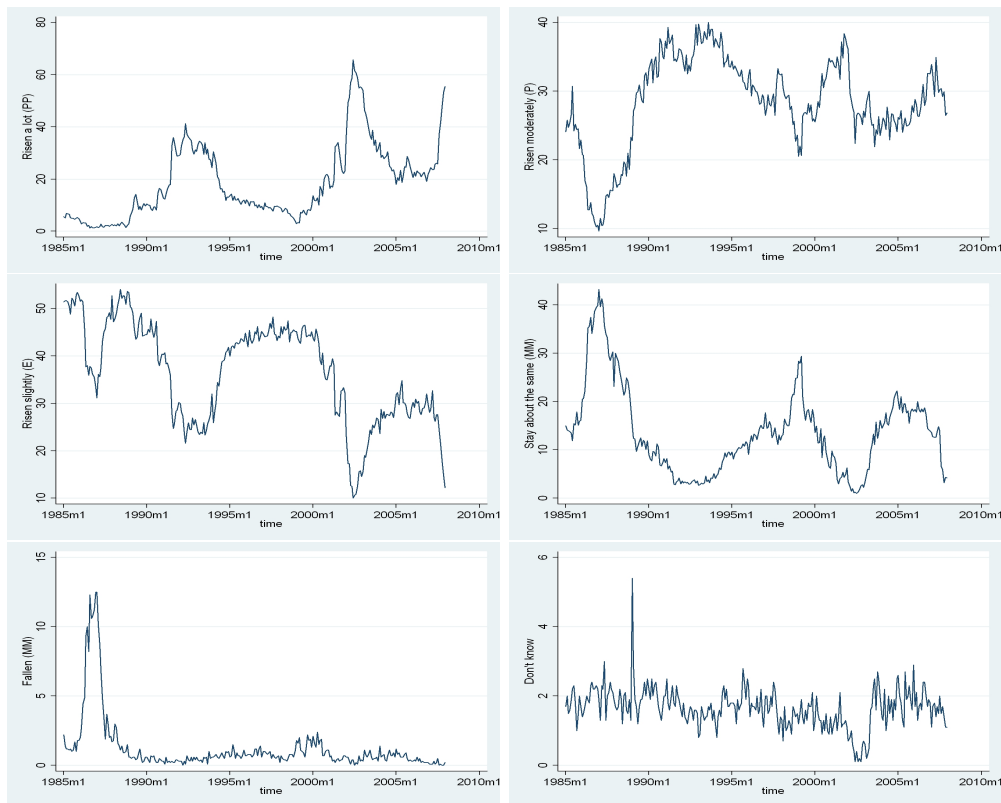 Risen a lot (PP)
80
60
40
20
0
1985m1 1990m1 1995m1 2000m1 2005m1 2010m1
time
Risen moderately (P)
40
30
20
10
1985m1 1990m1 1995m1 2000m1 2005m1 2010m1
time
Risen slightly (E)
50
40
30
20
10
1985m1 1990m1 1995m1 2000m1 2005m1 2010m1
time
Stay about the same (MM)
40
30
20
10
0
1985m1 1990m1 1995m1 2000m1 2005m1 2010m1
time
Fallen (MM)
15
10
5
0
1985m1 1990m1 1995m1 2000m1 2005m1 2010m1
time
Don't know
6
4
2
0
1985m1 1990m1 1995m1 2000m1 2005m1 2010m1
time